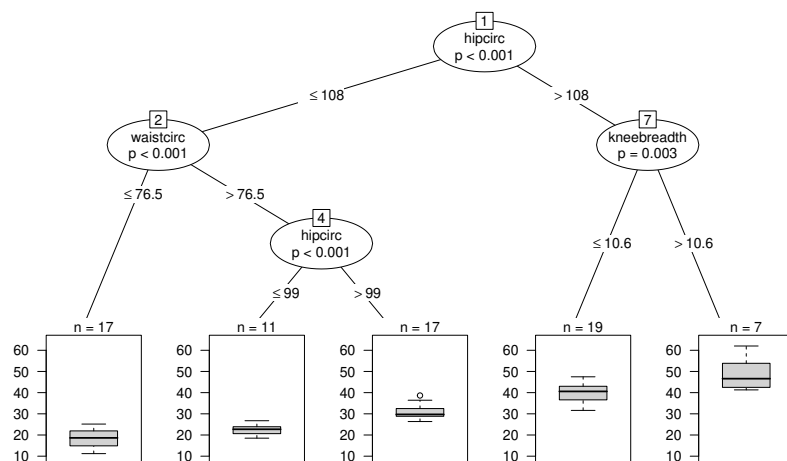 1
hipcirc
p < 0.001
≤ 108
> 108
2
waistcirc
p < 0.001
7
kneebreadth
p = 0.003
≤ 76.5
> 76.5
4
hipcirc
p < 0.001
≤ 10.6
> 10.6
≤ 99
> 99
n = 17
n = 11
n = 17
n = 19
n = 7
60 60 60 60 60
50 50 50 50 50
40 40 40 40 40
30 30 30 30 30
20 20 20 20 20
10 10 10 10 10